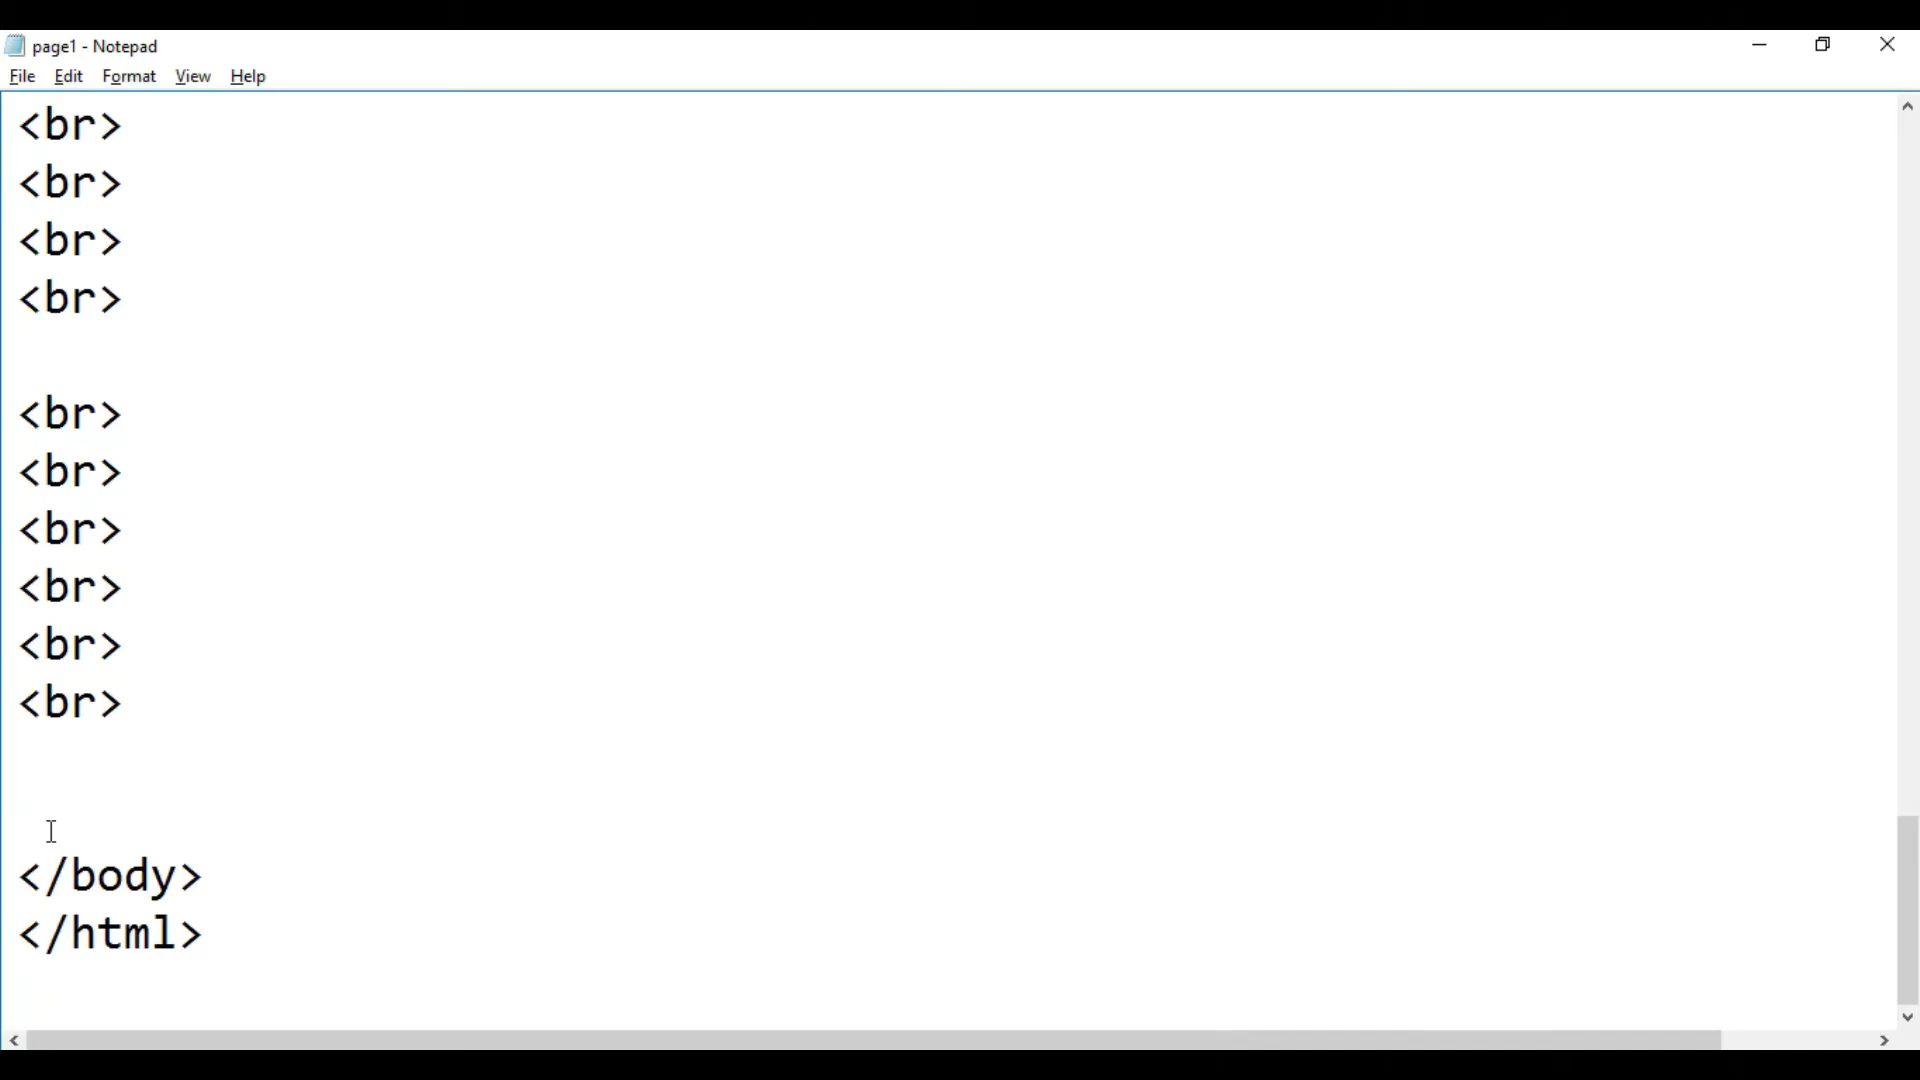 page1 - Notepad
File Edit Format View Help
<br>
<br>
<br>
<br>
<br>
<br>
<br>
<br>
<br>
<br>
</body>
</html>